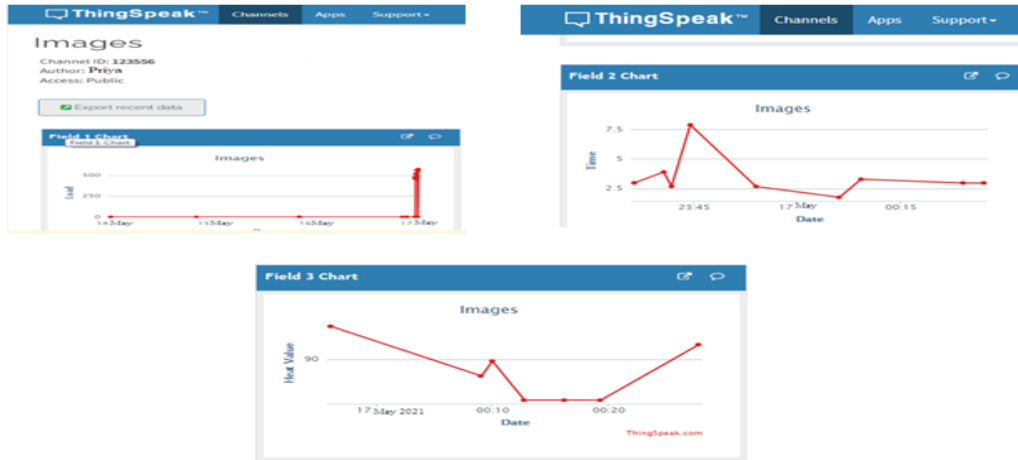 ThingSpeak™ Channels Apps Support
Images
Channel ID: 123556
Author: Priya
Access: Public
Export recent data
Field 1 Chart
Field 1 Chart
Images
Load
500
250
0
14 May 15 May 16 May 17 May
ThingSpeak™ Channels Apps Support
Field 2 Chart
Images
Time
7.5
5
2.5
23:45 17 May 00:15
Date
Field 3 Chart
Images
Heat Value
90
17 May 2021 00:10 00:20
Date
ThingSpeak.com